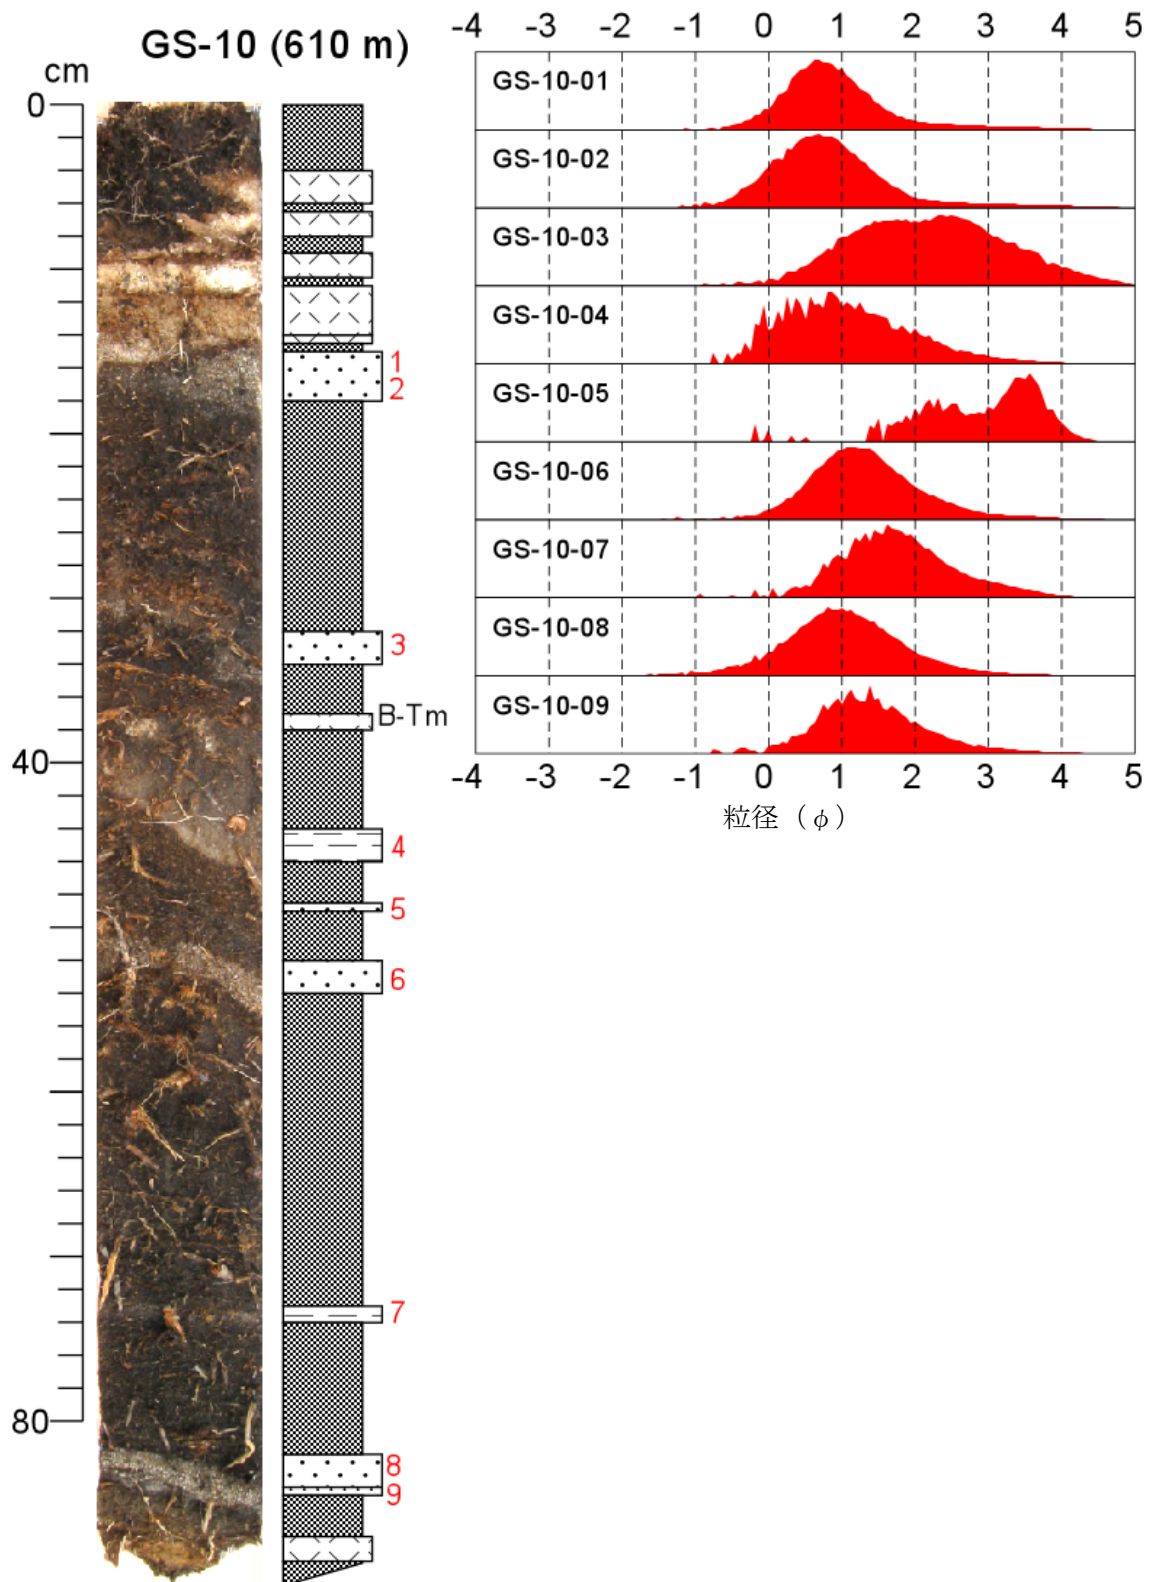 GS-10 (610 m)
cm
0
40
80
1
2
3
B-Tm
4
5
6
7
8
9
-4 -3 -2 -1 0 1 2 3 4 5
GS-10-01
GS-10-02
GS-10-03
GS-10-04
GS-10-05
GS-10-06
GS-10-07
GS-10-08
GS-10-09
-4 -3 -2 -1 0 1 2 3 4 5
粒径（φ）